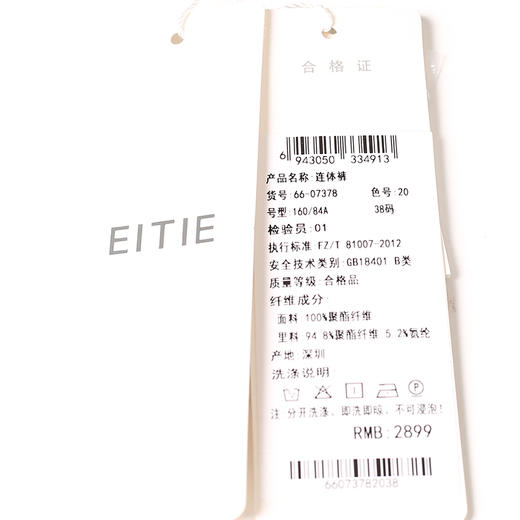 EITIE
合格证
6 943050 334913
产品名称:连体裤
货号:66-07378 色号:20
号型:160/84A 38码
检验员:01
执行标准 FZ/T 81007-2012
安全技术类别:GB18401 B类
质量等级:合格品
纤维成分:
面料 100%聚酯纤维
里料 94.8%聚酯纤维 5.2%氨纶
产地:深圳
洗涤说明
注 分开洗涤, 即洗即晾, 不可浸泡!
RMB:2899
66073782038